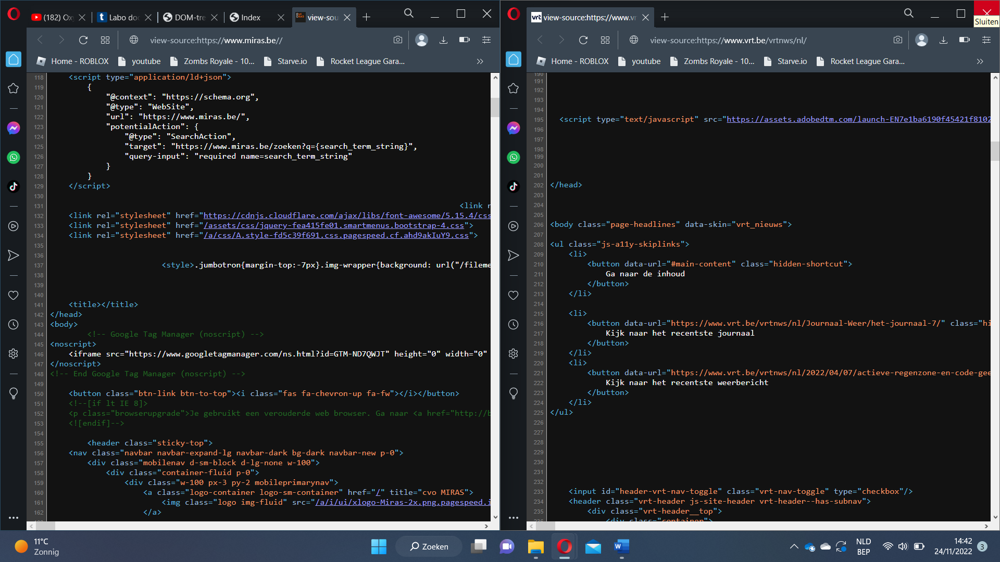 (182) Ox
Labo doc
DOM-tre
Index
view-sou
view-source:https://www.miras.be//
Home - ROBLOX
youtube
Zombs Royale - 10...
Starve.io
Rocket League Gara...
118 <script type="application/ld+json">
119 {
120 "@context": "https://schema.org",
121 "@type": "WebSite",
122 "url": "https://www.miras.be/",
123 "potentialAction": {
124 "@type": "SearchAction",
125 "target": "https://www.miras.be/zoeken?q={search_term_string}",
126 "query-input": "required name=search_term_string"
127 }
128 }
129 </script>
130
131 <link r
132 <link rel="stylesheet" href="https://cdnjs.cloudflare.com/ajax/libs/font-awesome/5.15.4/css
133 <link rel="stylesheet" href="/assets/css/jquery-fea415fe01.smartmenus.bootstrap-4.css">
134 <link rel="stylesheet" href="/a/css/A.style-fd5c39f691.css.pagespeed.cf.ahd9akIuY9.css">
135
136
137 <style>.jumbotron{margin-top:-7px}.img-wrapper{background: url("/fileme
138
139
140
141 <title></title>
142 </head>
143 <body>
144 <!-- Google Tag Manager (noscript) -->
145 <noscript>
146 <iframe src="https://www.googletagmanager.com/ns.html?id=GTM-ND7QWJT" height="0" width="0"
147 </noscript>
148 <!-- End Google Tag Manager (noscript) -->
149
150 <button class="btn-link btn-to-top"><i class="fas fa-chevron-up fa-fw"></i></button>
151 <!--[if lt IE 8]>
152 <p class="browserupgrade">Je gebruikt een verouderde web browser. Ga naar <a href="http://b
153 <![endif]-->
154
155 <header class="sticky-top">
156 <nav class="navbar navbar-expand-lg navbar-dark bg-dark navbar-new p-0">
157 <div class="mobilenav d-sm-block d-lg-none w-100">
158 <div class="container-fluid p-0">
159 <div class="w-100 px-3 py-2 mobileprimarynav">
160 <a class="logo-container logo-sm-container" href="/" title="cvo MIRAS">
161 <img class="logo img-fluid" src="/a/i/ui/xlogo-Miras-2x.png.pagespeed.i
162 </a>
vrt view-source:https://www.vr
Sluiten
view-source:https://www.vrt.be/vrtnws/nl/
Home - ROBLOX
youtube
Zombs Royale - 10...
Starve.io
Rocket League Gara...
190
191
192
193
194
195 <script type="text/javascript" src="https://assets.adobedtm.com/launch-EN7e1ba6190f45421f8102
196
197
198
199
200
201
202 </head>
203
204
205
206 <body class="page-headlines" data-skin="vrt_nieuws">
207
208 <ul class="js-a11y-skiplinks">
209 <li>
210 <button data-url="#main-content" class="hidden-shortcut">
211 Ga naar de inhoud
212 </button>
213 </li>
214
215 <li>
216 <button data-url="https://www.vrt.be/vrtnws/nl/Journaal-Weer/het-journaal-7/" class="hi
217 Kijk naar het recentste journaal
218 </button>
219 </li>
220 <li>
221 <button data-url="https://www.vrt.be/vrtnws/nl/2022/04/07/actieve-regenzone-en-code-gee
222 Kijk naar het recentste weerbericht
223 </button>
224 </li>
225 </ul>
226
227
228
229
230
231
232
233 <input id="header-vrt-nav-toggle" class="vrt-nav-toggle" type="checkbox"/>
234 <header class="vrt-header js-site-header vrt-header--has-subnav">
235 <div class="vrt-header__top">
236 <div class="container">
11°C
Zonnig
Zoeken
NLD
BEP
14:42
24/11/2022
3